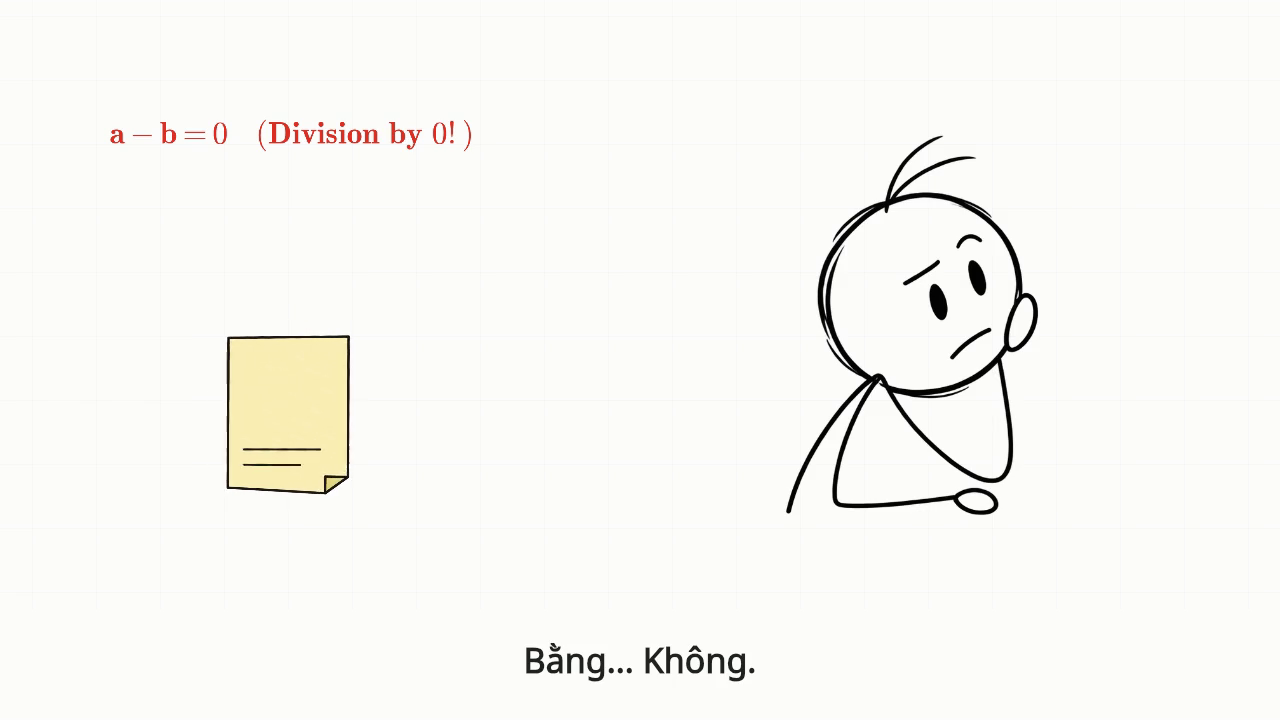 a − b = 0 (Division by 0!)
Bằng... Không.